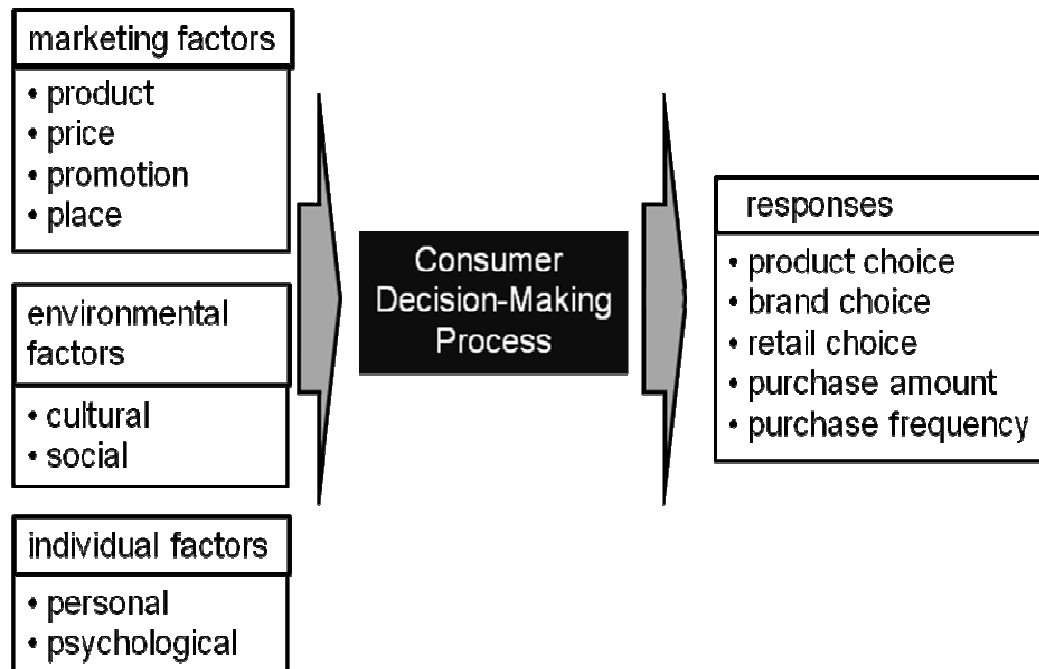 marketing factors
• product
• price
• promotion
• place
environmental
factors
• cultural
• social
individual factors
• personal
• psychological
Consumer
Decision-Making
Process
responses
• product choice
• brand choice
• retail choice
• purchase amount
• purchase frequency